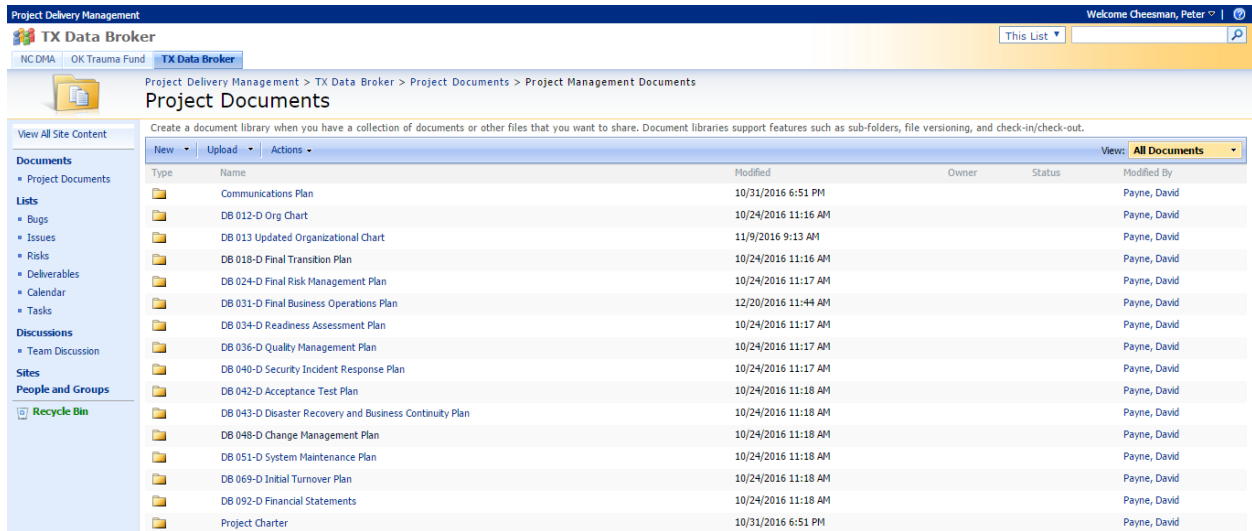 Project Delivery Management
Welcome Cheesman, Peter
TX Data Broker
This List
NC DMA OK Trauma Fund TX Data Broker
Project Delivery Management > TX Data Broker > Project Documents > Project Management Documents
Project Documents
View All Site Content
Documents
Project Documents
Lists
Bugs
Issues
Risks
Deliverables
Calendar
Tasks
Discussions
Team Discussion
Sites
People and Groups
Recycle Bin
Create a document library when you have a collection of documents or other files that you want to share. Document libraries support features such as sub-folders, file versioning, and check-in/check-out.
New Upload Actions View: All Documents
Type Name Modified Owner Status Modified By
Communications Plan 10/31/2016 6:51 PM Payne, David
DB 012-D Org Chart 10/24/2016 11:16 AM Payne, David
DB 013 Updated Organizational Chart 11/9/2016 9:13 AM Payne, David
DB 018-D Final Transition Plan 10/24/2016 11:16 AM Payne, David
DB 024-D Final Risk Management Plan 10/24/2016 11:17 AM Payne, David
DB 031-D Final Business Operations Plan 12/20/2016 11:44 AM Payne, David
DB 034-D Readiness Assessment Plan 10/24/2016 11:17 AM Payne, David
DB 036-D Quality Management Plan 10/24/2016 11:17 AM Payne, David
DB 040-D Security Incident Response Plan 10/24/2016 11:17 AM Payne, David
DB 042-D Acceptance Test Plan 10/24/2016 11:18 AM Payne, David
DB 043-D Disaster Recovery and Business Continuity Plan 10/24/2016 11:18 AM Payne, David
DB 048-D Change Management Plan 10/24/2016 11:18 AM Payne, David
DB 051-D System Maintenance Plan 10/24/2016 11:18 AM Payne, David
DB 069-D Initial Turnover Plan 10/24/2016 11:18 AM Payne, David
DB 092-D Financial Statements 10/24/2016 11:18 AM Payne, David
Project Charter 10/31/2016 6:51 PM Payne, David